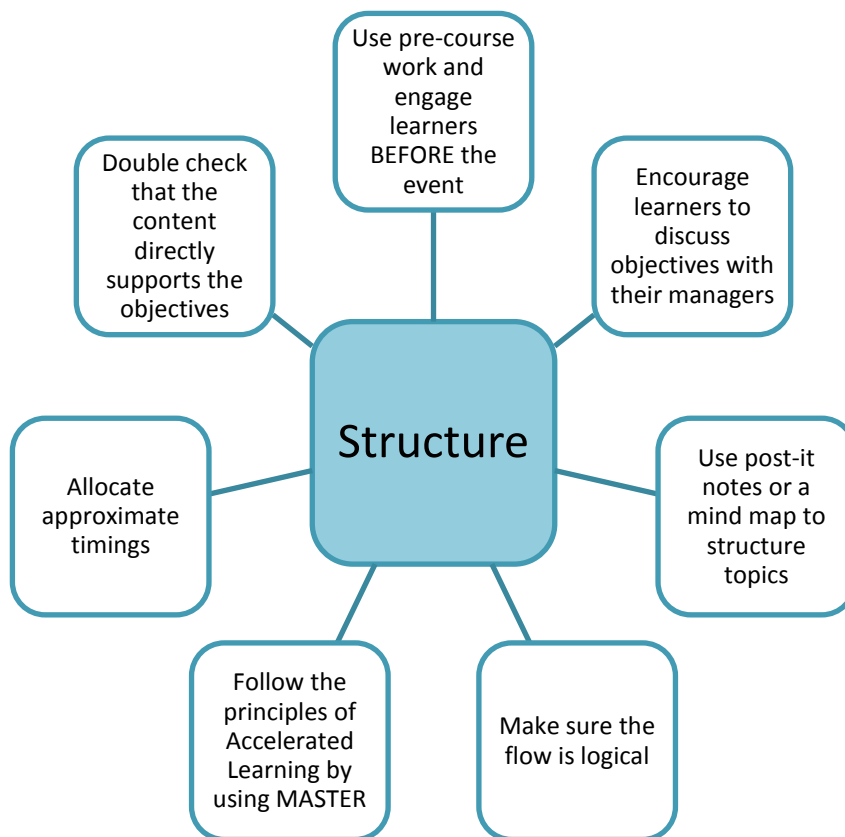 Use pre-course
work and
engage
learners
BEFORE the
event
Encourage
learners to
discuss
objectives with
their managers
Use post-it
notes or a
mind map to
structure
topics
Make sure the
flow is logical
Follow the
principles of
Accelerated
Learning by
using MASTER
Allocate
approximate
timings
Double check
that the
content
directly
supports the
objectives
Structure